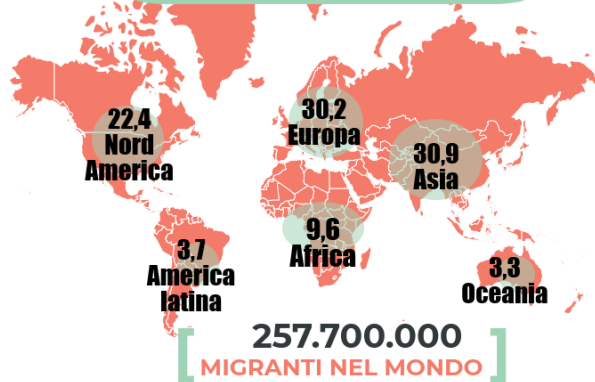 22,4
Nord
America
30,2
Europa
30,9
Asia
9,6
Africa
3,7
America
latina
3,3
Oceania
257.700.000
MIGRANTI NEL MONDO